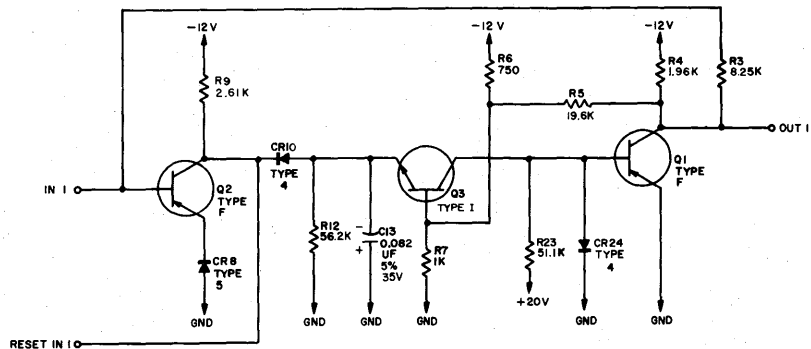 -12V
-12V
-12V
R9
2.61K
R6
750
R4
1.96K
R3
8.25K
R5
19.6K
OUT 1
CR10
TYPE
4
IN 1
Q2
TYPE
F
Q3
TYPE I
Q1
TYPE
F
CR8
TYPE
5
R12
56.2K
-
+
C13
0.082
UF
5%
35V
R7
1K
R23
51.1K
CR24
TYPE
4
+20V
GND
GND
GND
GND
GND
GND
RESET IN 1